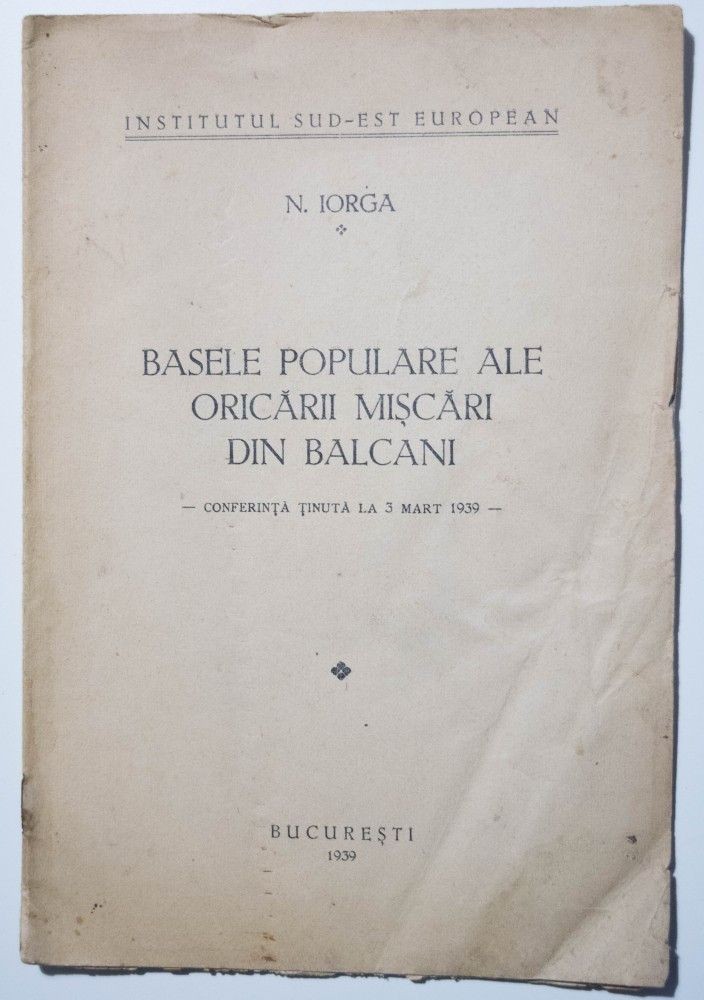 INSTITUTUL SUD-EST EUROPEAN
N. IORGA
BASELE POPULARE ALE
ORICĂRII MIȘCĂRI
DIN BALCANI
— CONFERINȚĂ ȚINUTĂ LA 3 MART 1939 —
BUCUREȘTI
1939